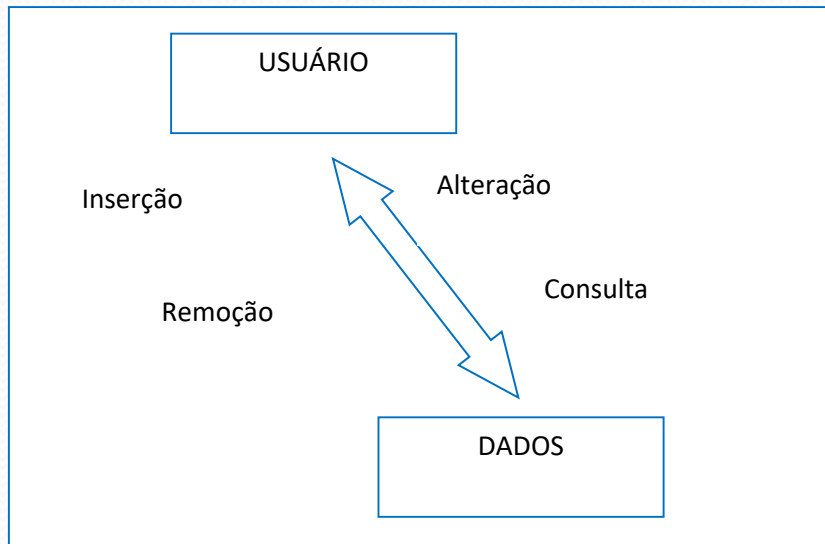 USUÁRIO
Alteração
Inserção
Consulta
Remoção
DADOS